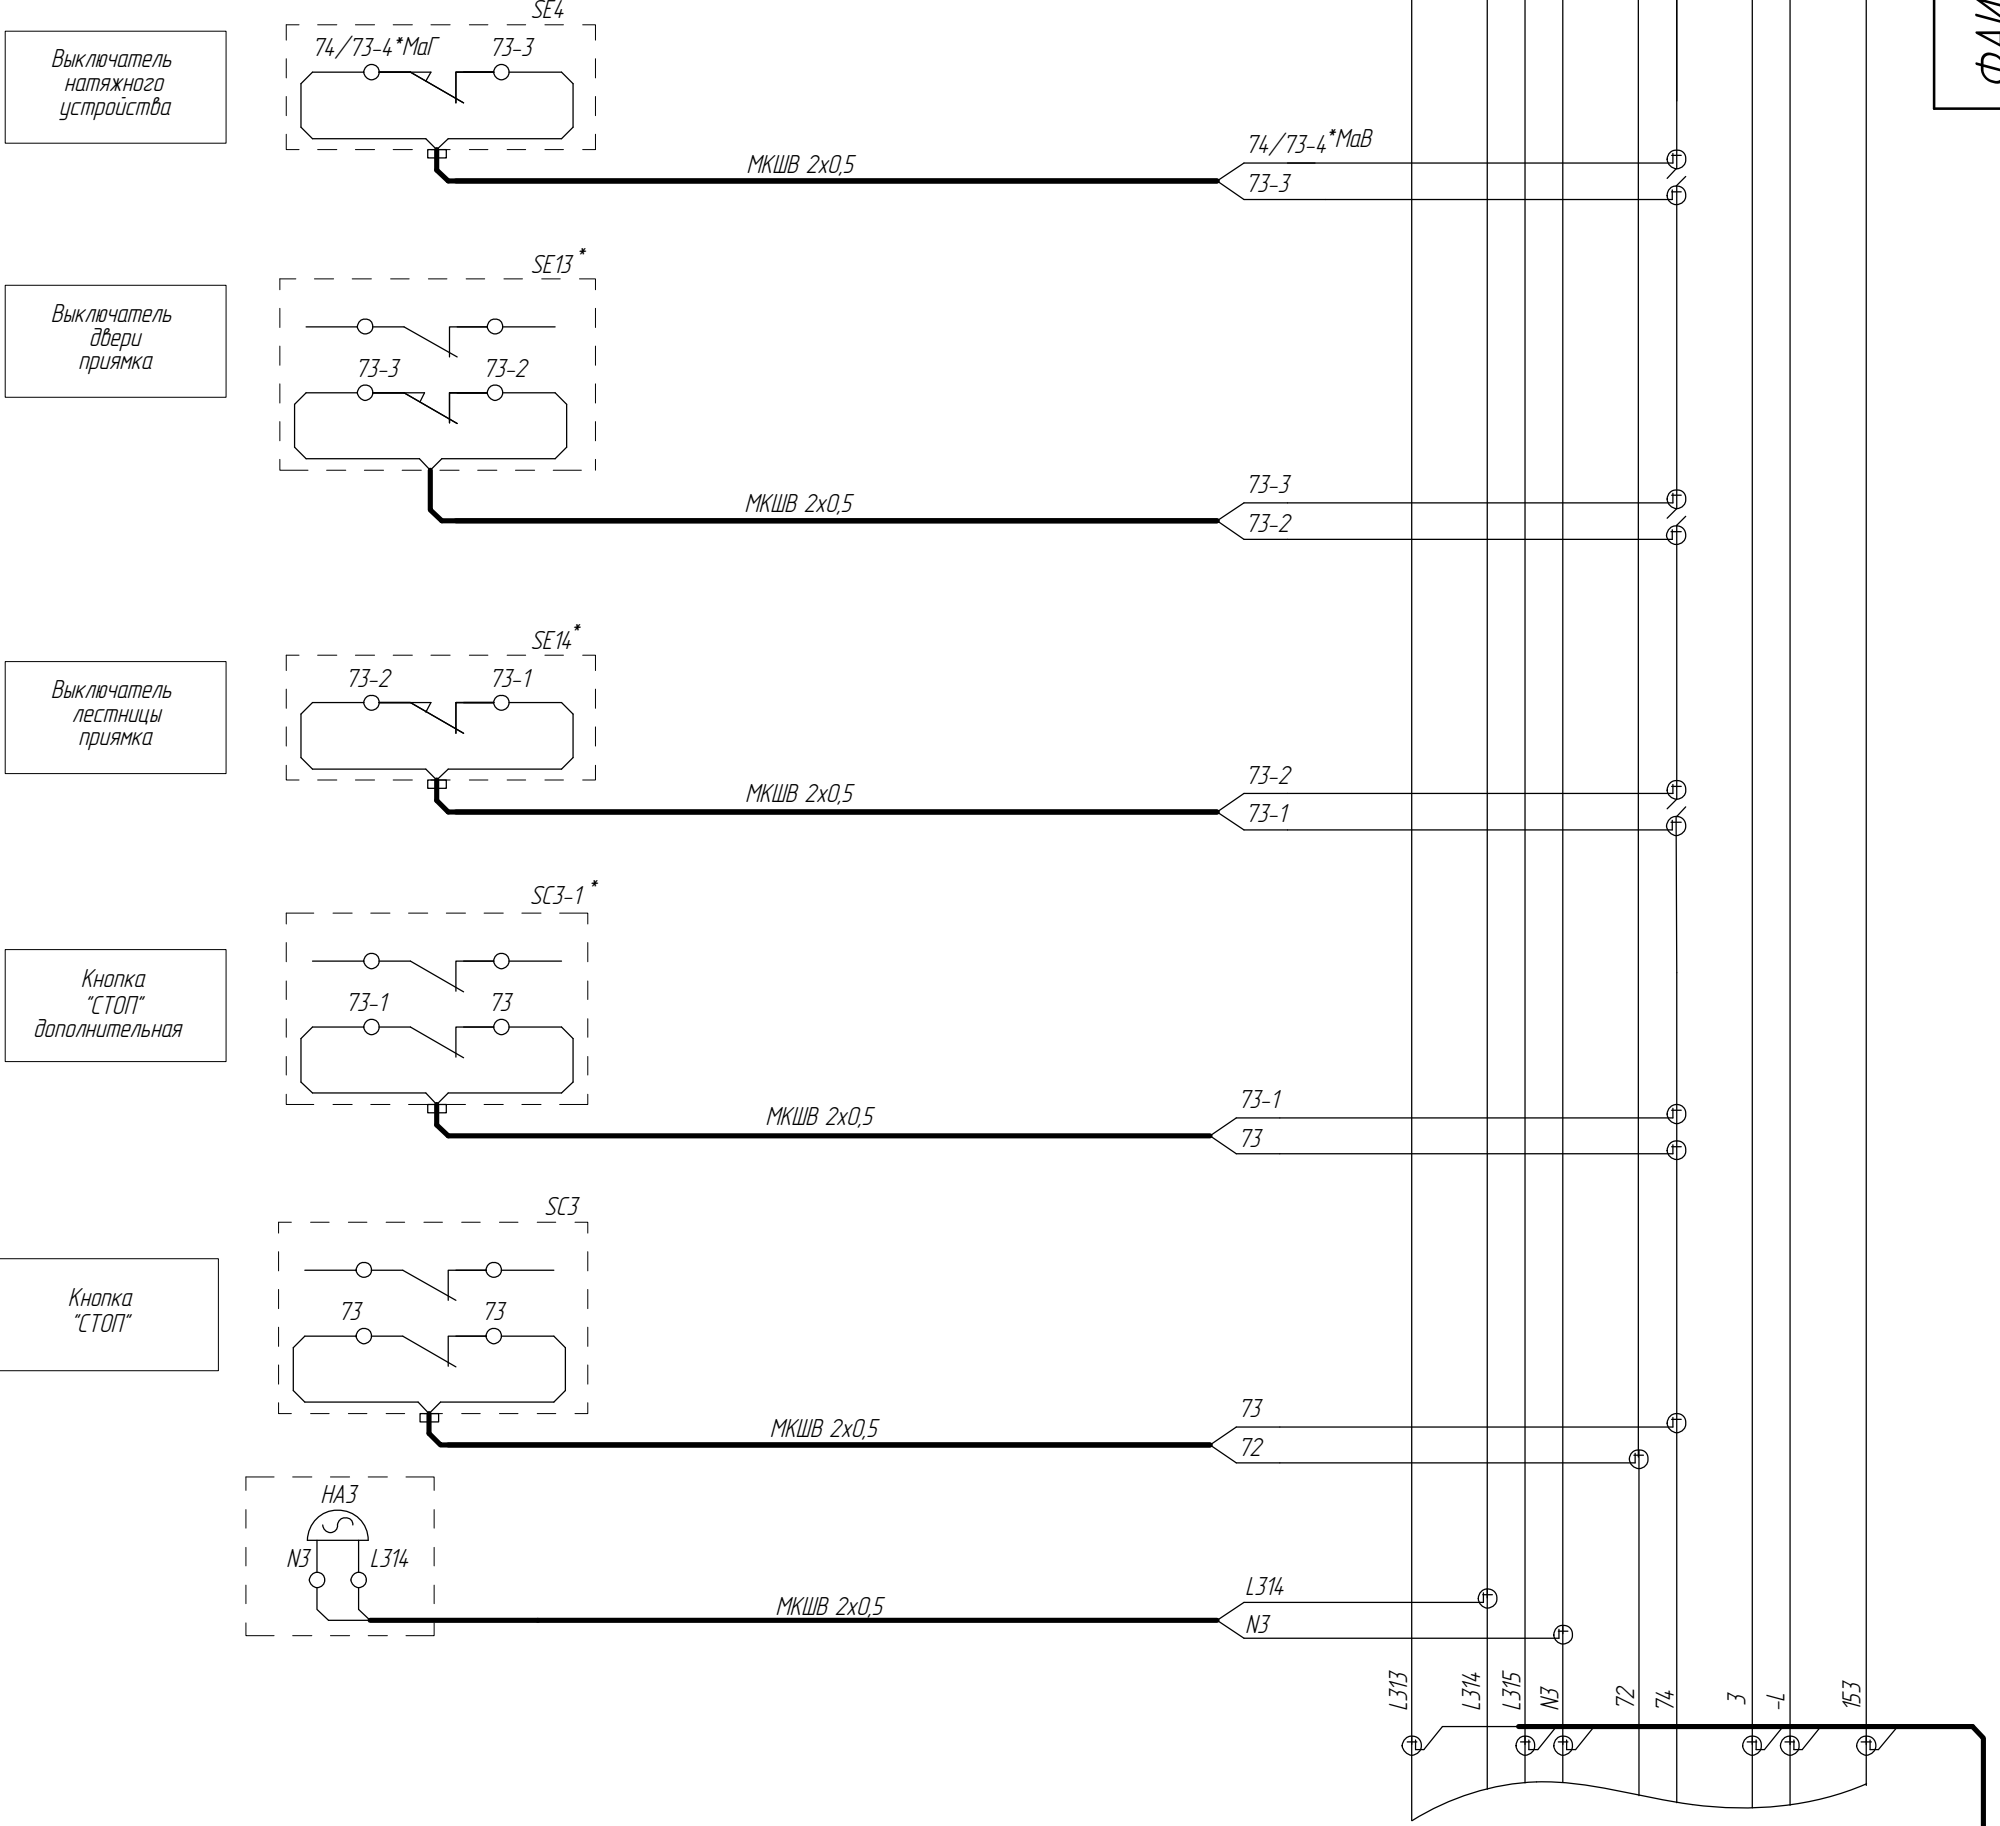 SE4
Выключатель
натяжного
устройства
74/73-4*МаГ
73-3
МКШВ 2х0,5
74/73-4*МаВ
73-3
SE13*
Выключатель
двери
приямка
73-3
73-2
МКШВ 2х0,5
73-3
73-2
SE14*
Выключатель
лестницы
приямка
73-2
73-1
МКШВ 2х0,5
73-2
73-1
SC3-1*
Кнопка
"СТОП"
дополнительная
73-1
73
МКШВ 2х0,5
73-1
73
SC3
Кнопка
"СТОП"
73
73
МКШВ 2х0,5
73
72
HA3
N3
L314
МКШВ 2х0,5
L314
N3
L313
L314
L315
N3
72
74
3
-L
153